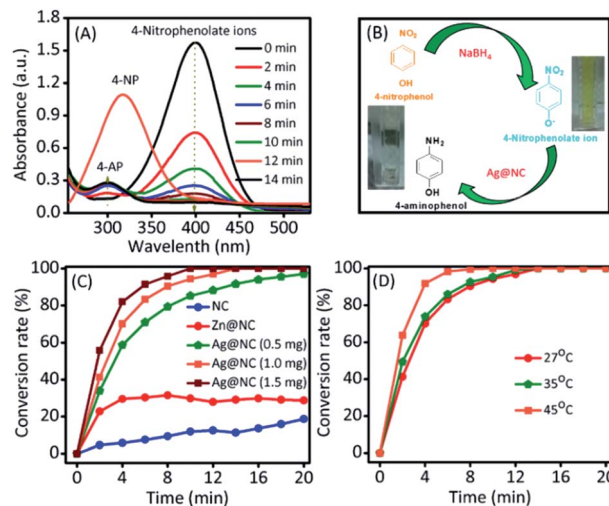 (A)
4-Nitrophenolate ions
4-NP
4-AP
0 min
2 min
4 min
6 min
8 min
10 min
12 min
14 min
Absorbance (a.u.)
1.8
1.5
1.2
0.9
0.6
0.3
0.0
300 400 500
Wavelenth (nm)
(B)
NO2
OH
4-nitrophenol
NaBH4
NO2
O-
4-Nitrophenolate ion
NH2
OH
4-aminophenol
Ag@NC
(C)
Conversion rate (%)
100
80
60
40
20
0
NC
Zn@NC
Ag@NC (0.5 mg)
Ag@NC (1.0 mg)
Ag@NC (1.5 mg)
0 4 8 12 16 20
Time (min)
(D)
Conversion rate (%)
100
80
60
40
20
0
27°C
35°C
45°C
0 4 8 12 16 20
Time (min)